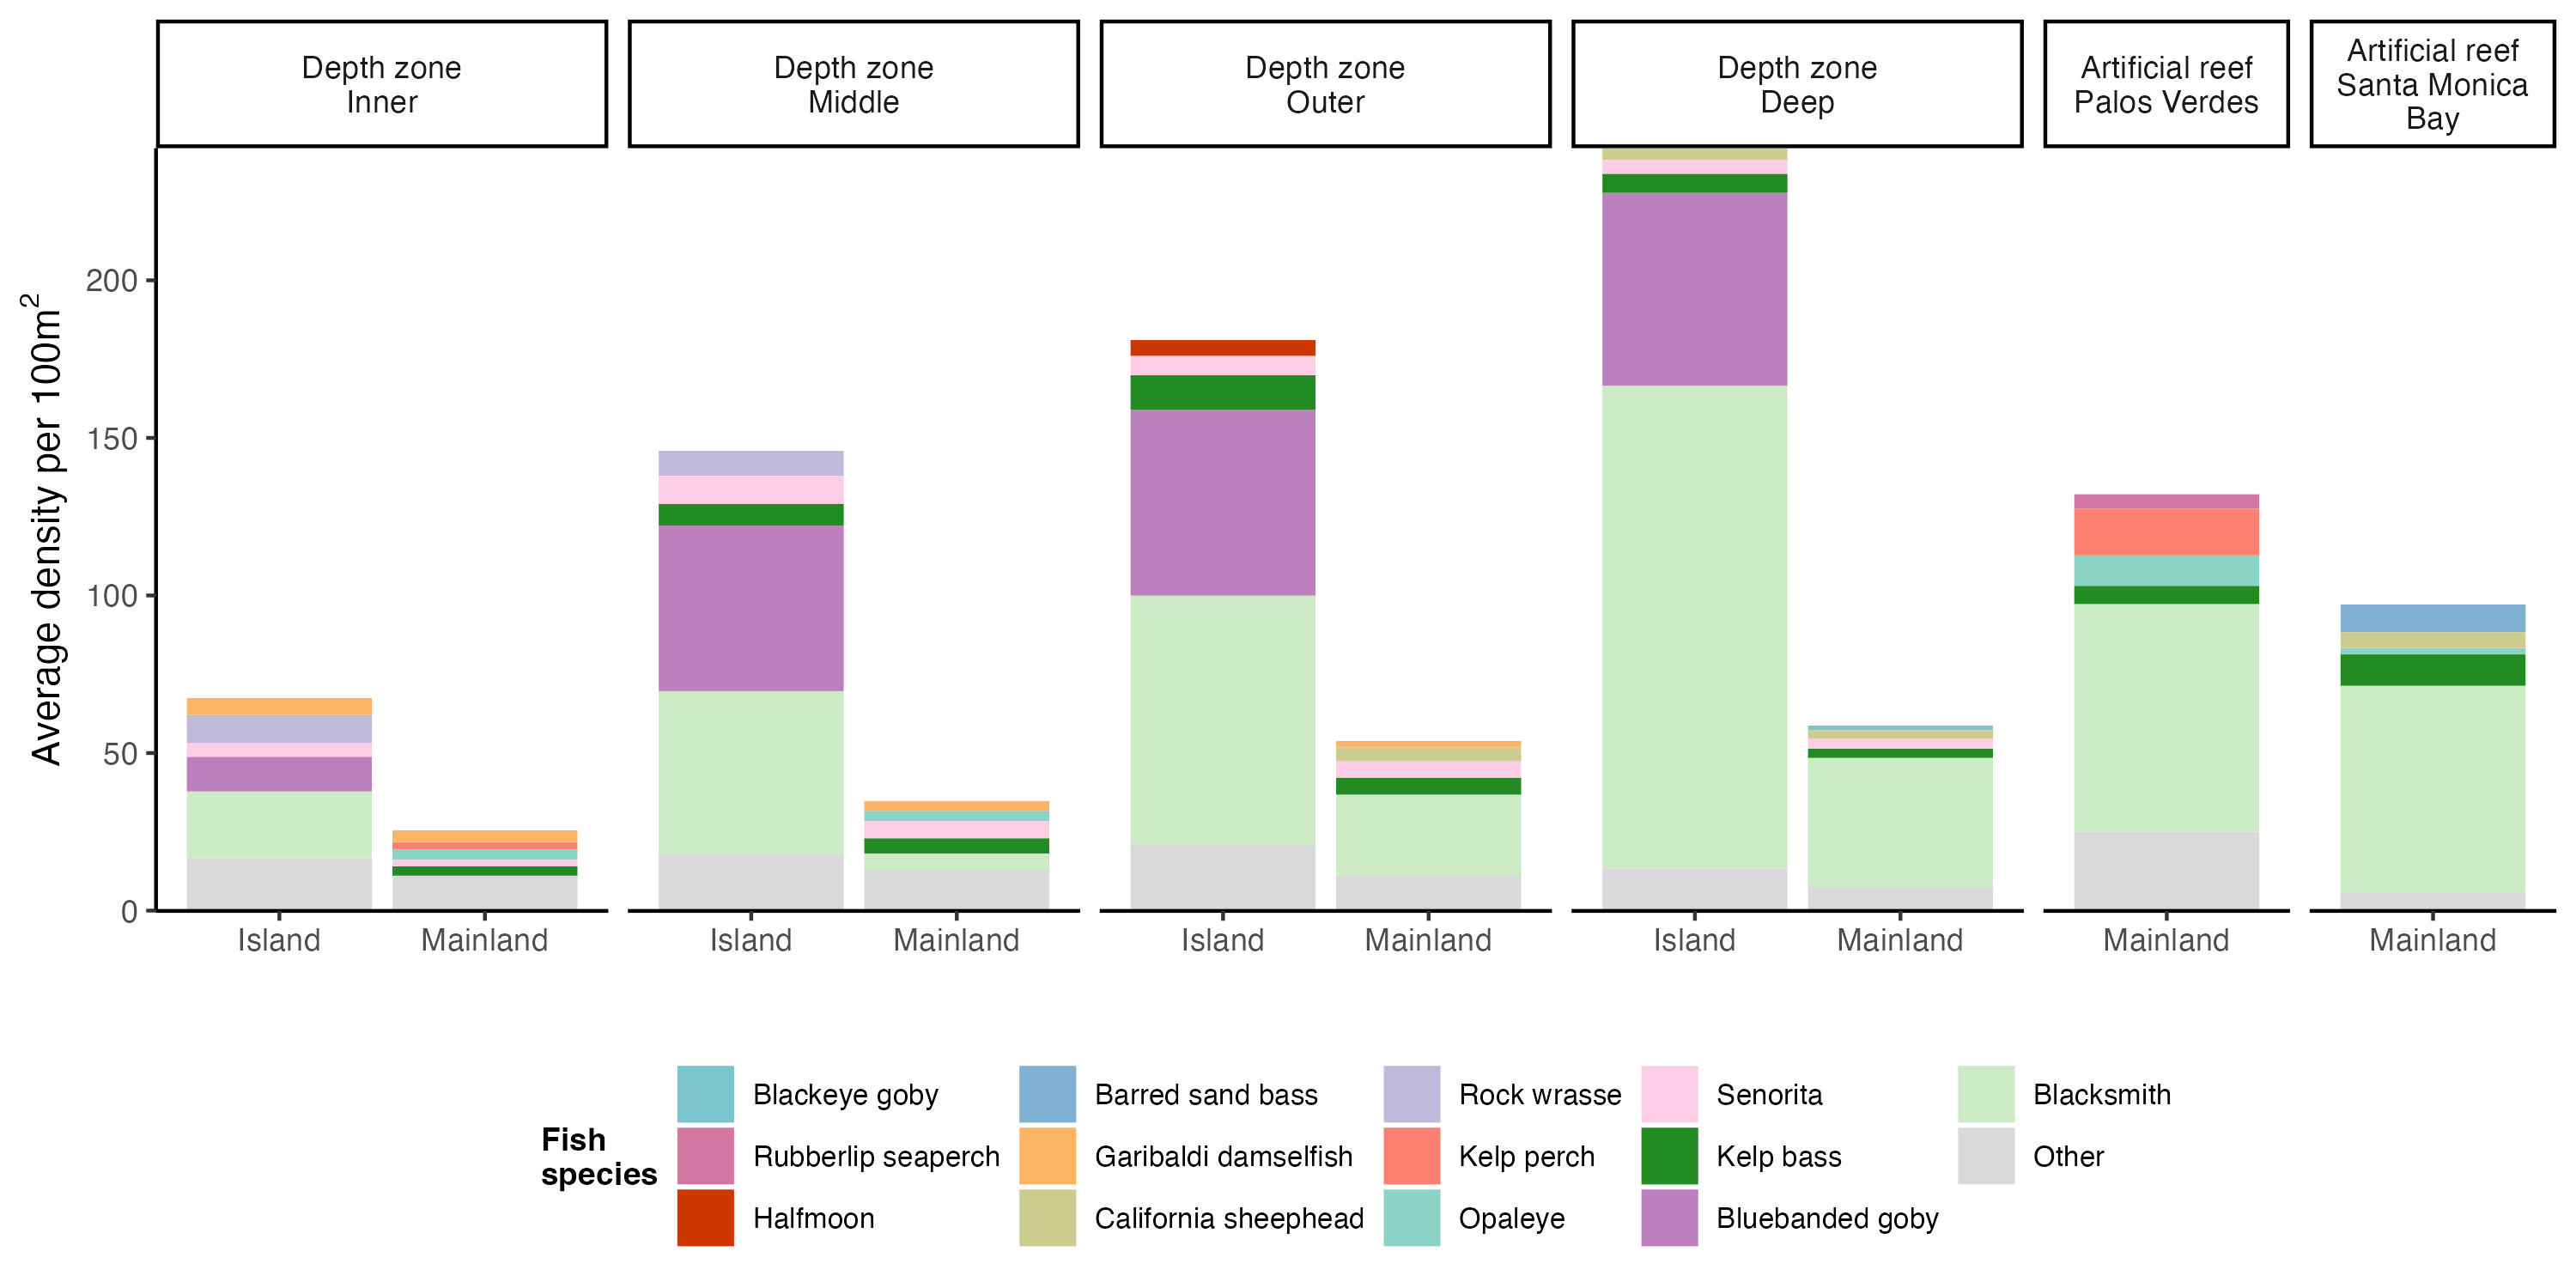 Depth zone
Inner
Depth zone
Middle
Depth zone
Outer
Depth zone
Deep
Artificial reef
Palos Verdes
Artificial reef
Santa Monica
Bay
Average density per 100m²
200
150
100
50
0
Island
Mainland
Island
Mainland
Island
Mainland
Island
Mainland
Mainland
Mainland
Fish
species
Blackeye goby
Rubberlip seaperch
Halfmoon
Barred sand bass
Garibaldi damselfish
California sheephead
Rock wrasse
Kelp perch
Opaleye
Senorita
Kelp bass
Bluebanded goby
Blacksmith
Other